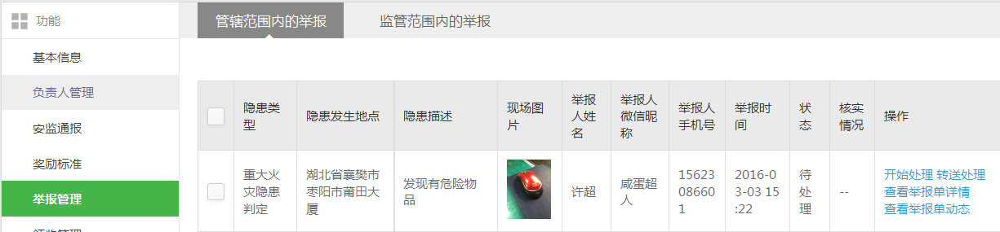 功能
基本信息
负责人管理
安监通报
奖励标准
举报管理
管辖范围内的举报
监管范围内的举报
隐患类
型
隐患发生地点
隐患描述
现场图
片
举报
人姓
名
举报人
微信昵
称
举报人
手机号
举报时
间
状
态
核实
情况
操作
重大火
灾隐患
判定
湖北省襄樊市
枣阳市莆田大
厦
发现有危险物
品
许超
咸蛋超
人
15623
08660
1
2016-0
3-03 15
:22
待
处
理
--
开始处理 转送处理
查看举报单详情
查看举报单动态